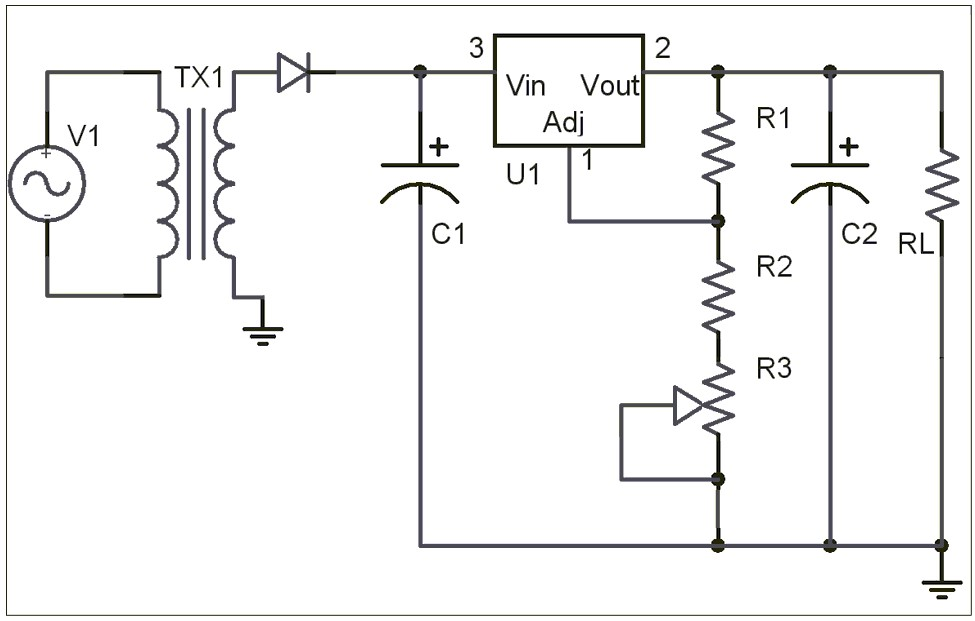 V1
+
-
TX1
3
2
Vin
Vout
Adj
U1
1
+
C1
R1
R2
R3
+
C2
RL